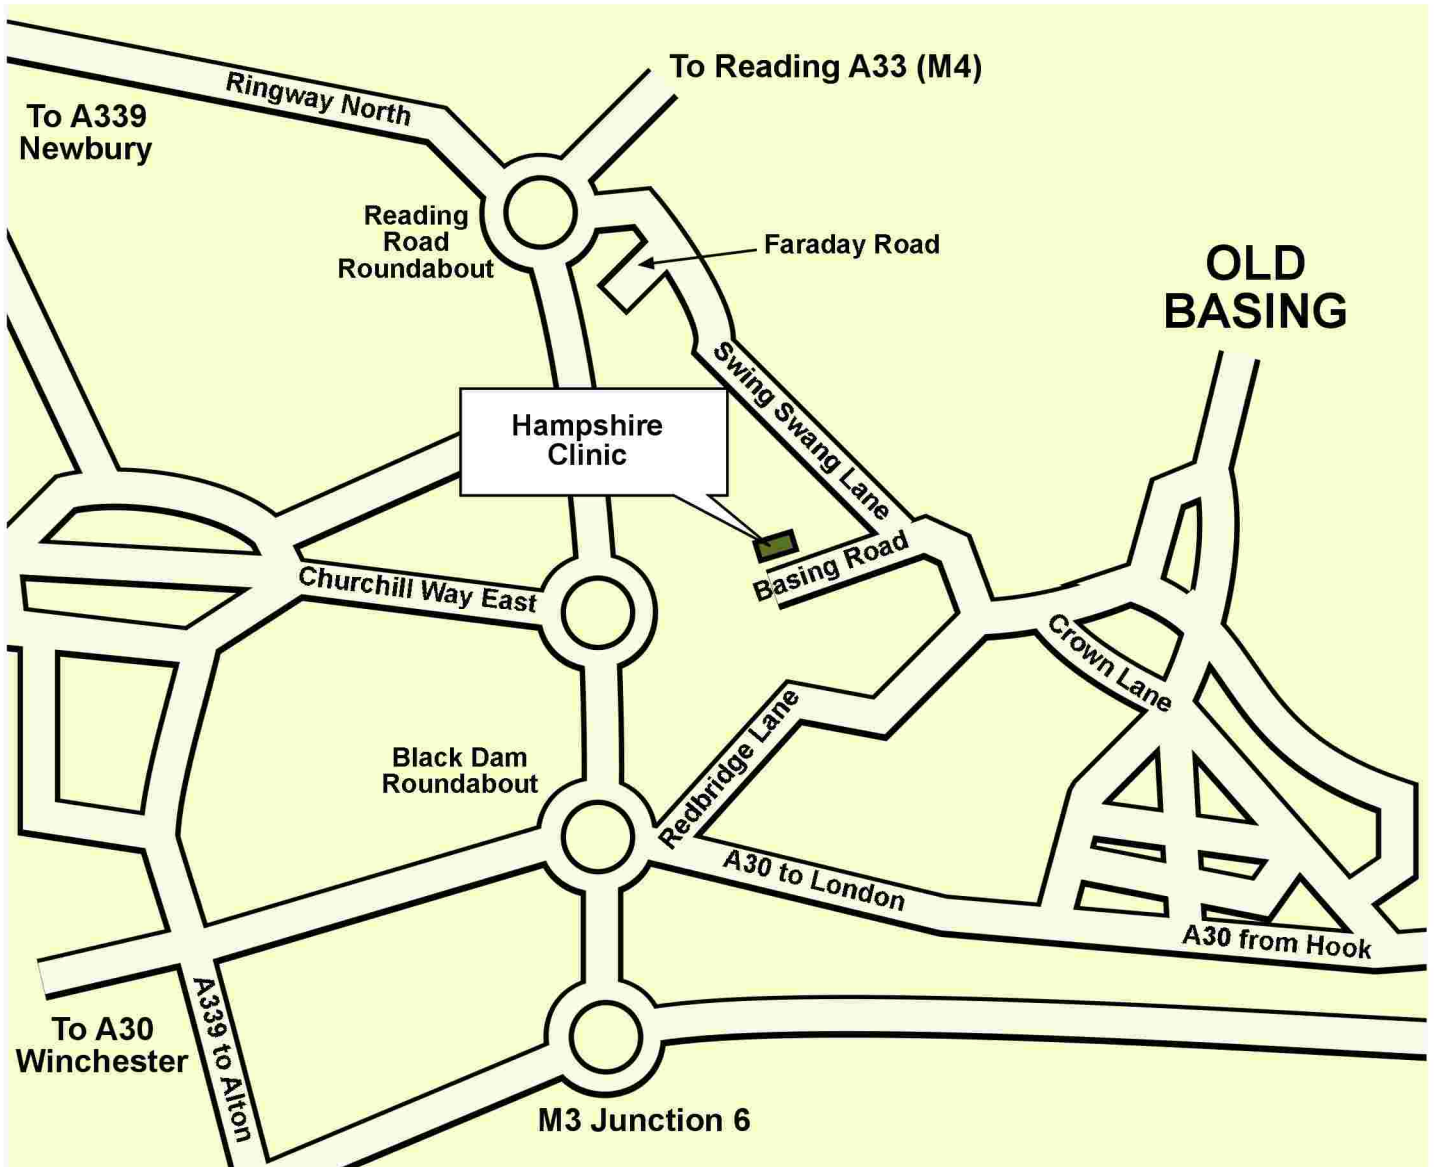 To Reading A33 (M4)
Ringway North
To A339
Newbury
Reading
Road
Roundabout
Faraday Road
OLD
BASING
Swing Swang Lane
Hampshire
Clinic
Basing Road
Churchill Way East
Crown Lane
Redbridge Lane
Black Dam
Roundabout
A30 to London
A30 from Hook
A339 to Alton
To A30
Winchester
M3 Junction 6